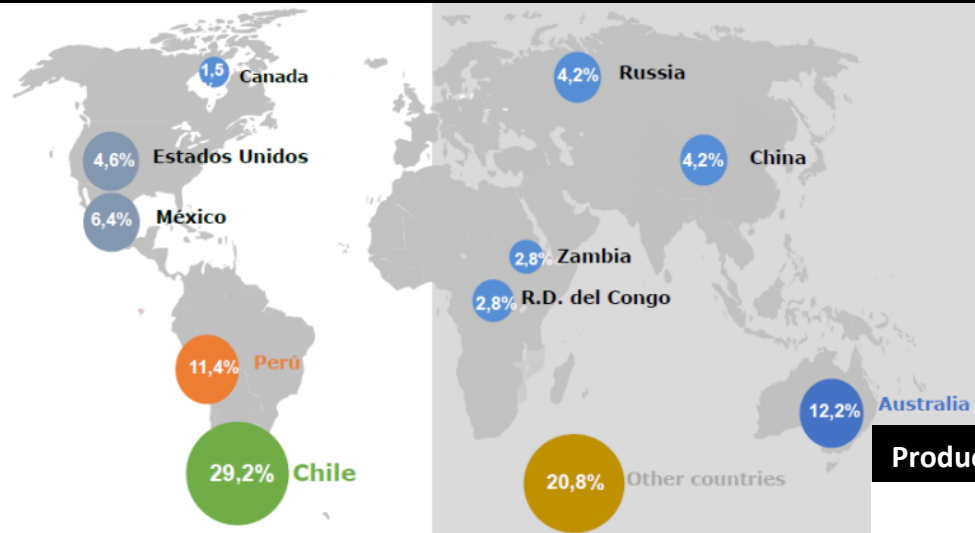 1,5
Canada
4,2%
Russia
4,6%
Estados Unidos
4,2%
China
6,4%
México
2,8%
Zambia
2,8%
R.D. del Congo
11,4%
Perú
12,2%
Australia
29,2%
Chile
20,8%
Other countries